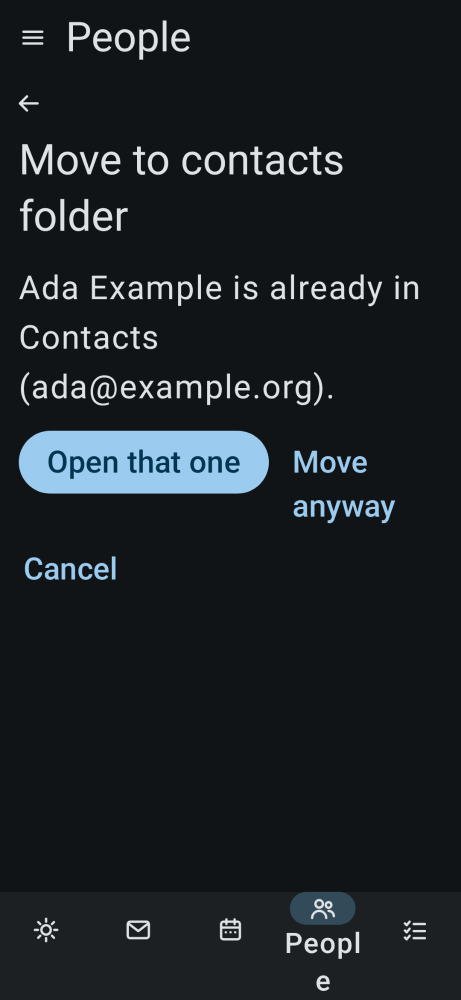 People
Move to contacts
folder
Ada Example is already in
Contacts
(ada@example.org).
Open that one
Move
anyway
Cancel
Peopl
e